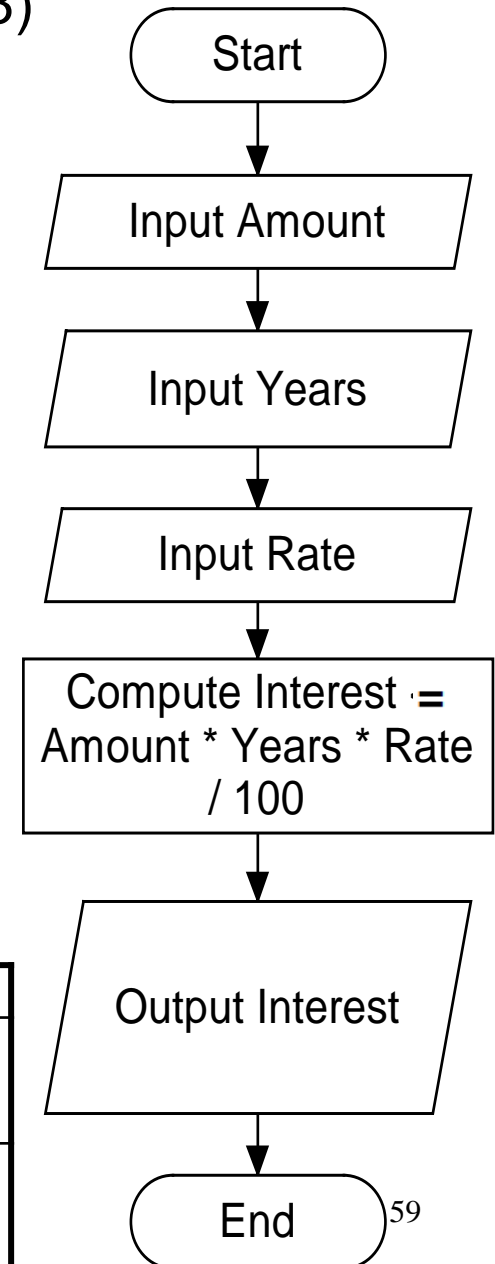 3)
Start
Input Amount
Input Years
Input Rate
Compute Interest =
Amount * Years * Rate
/ 100
Output Interest
End
59